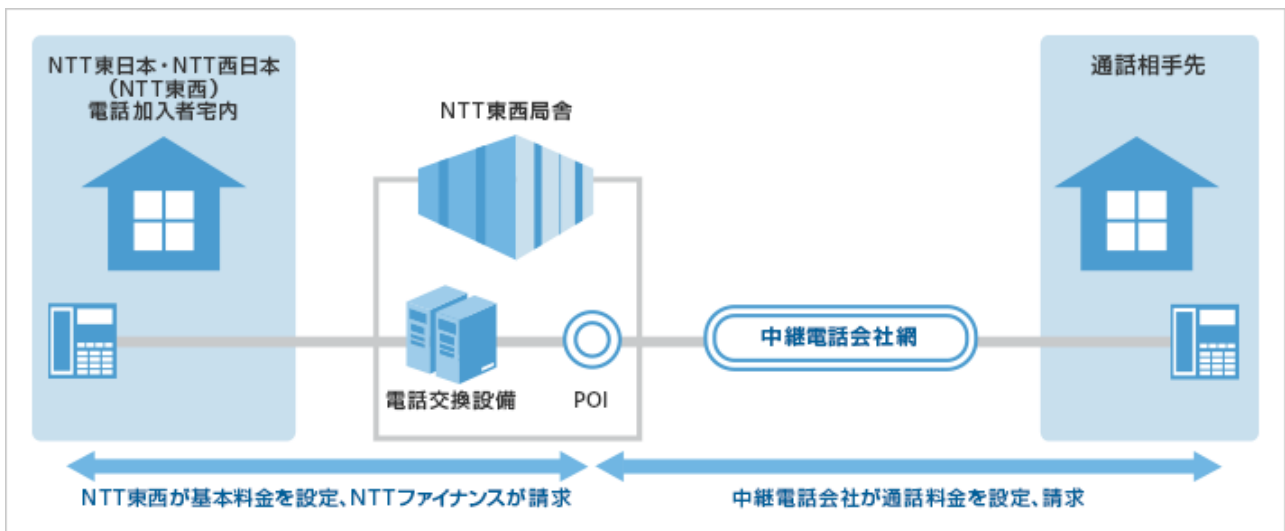 NTT東日本・NTT西日本
（NTT東西）
電話加入者宅内
NTT東西局舎
通話相手先
中継電話会社網
電話交換設備
POI
NTT東西が基本料金を設定、NTTファイナンスが請求
中継電話会社が通話料金を設定、請求